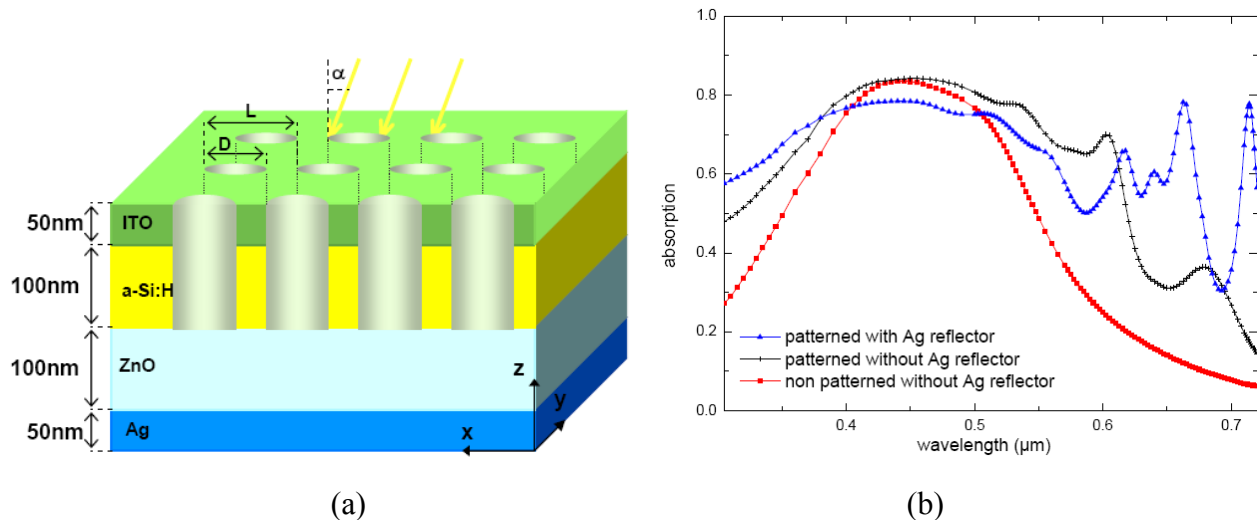 α
L
D
50nm
ITO
100nm
a-Si:H
100nm
ZnO
z
y
50nm
Ag
x
(a)
1.0
0.8
0.6
0.4
0.2
0.0
absorption
patterned with Ag reflector
patterned without Ag reflector
non patterned without Ag reflector
0.4 0.5 0.6 0.7
wavelength (µm)
(b)